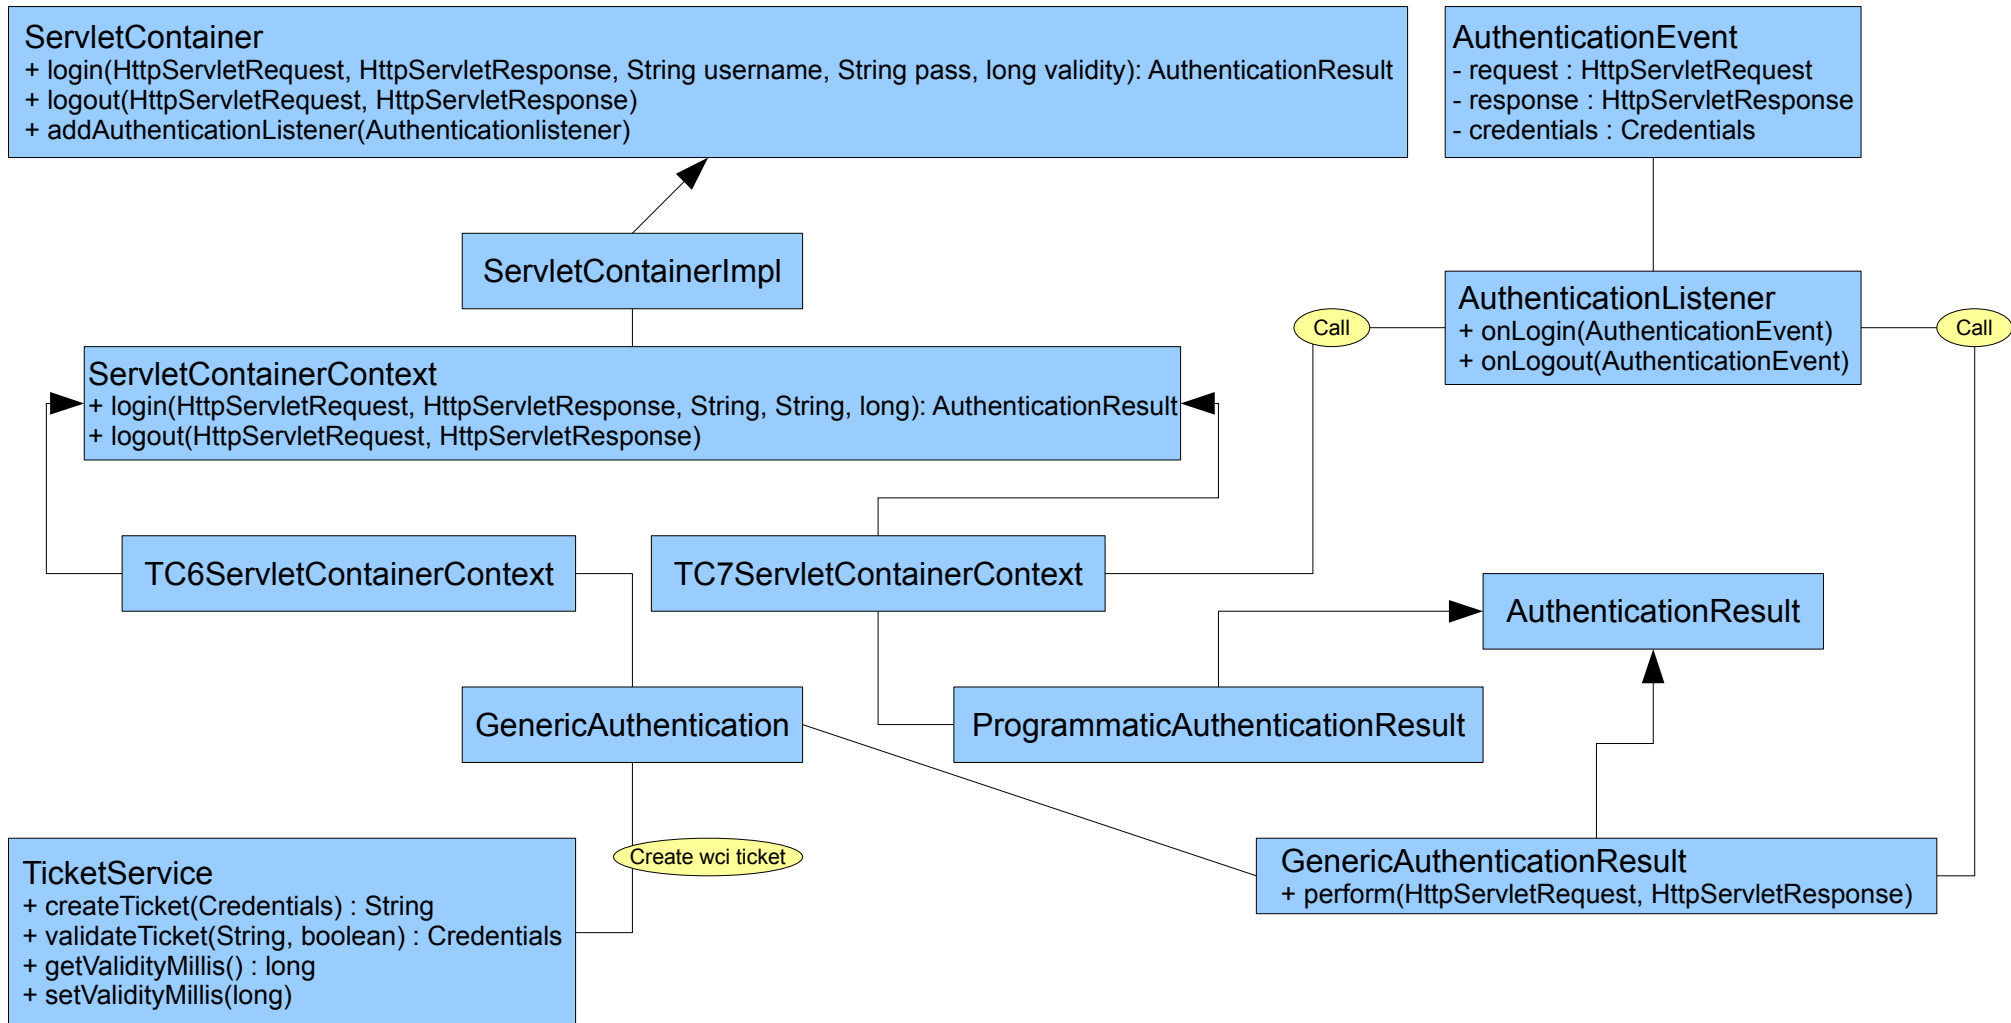 ServletContainer
+ login(HttpServletRequest, HttpServletResponse, String username, String pass, long validity): AuthenticationResult
+ logout(HttpServletRequest, HttpServletResponse)
+ addAuthenticationListener(Authenticationlistener)
AuthenticationEvent
- request : HttpServletRequest
- response : HttpServletResponse
- credentials : Credentials
ServletContainerImpl
AuthenticationListener
+ onLogin(AuthenticationEvent)
+ onLogout(AuthenticationEvent)
Call
Call
ServletContainerContext
+ login(HttpServletRequest, HttpServletResponse, String, String, long): AuthenticationResult
+ logout(HttpServletRequest, HttpServletResponse)
TC6ServletContainerContext
TC7ServletContainerContext
AuthenticationResult
GenericAuthentication
ProgrammaticAuthenticationResult
Create wci ticket
TicketService
+ createTicket(Credentials) : String
+ validateTicket(String, boolean) : Credentials
+ getValidityMillis() : long
+ setValidityMillis(long)
GenericAuthenticationResult
+ perform(HttpServletRequest, HttpServletResponse)